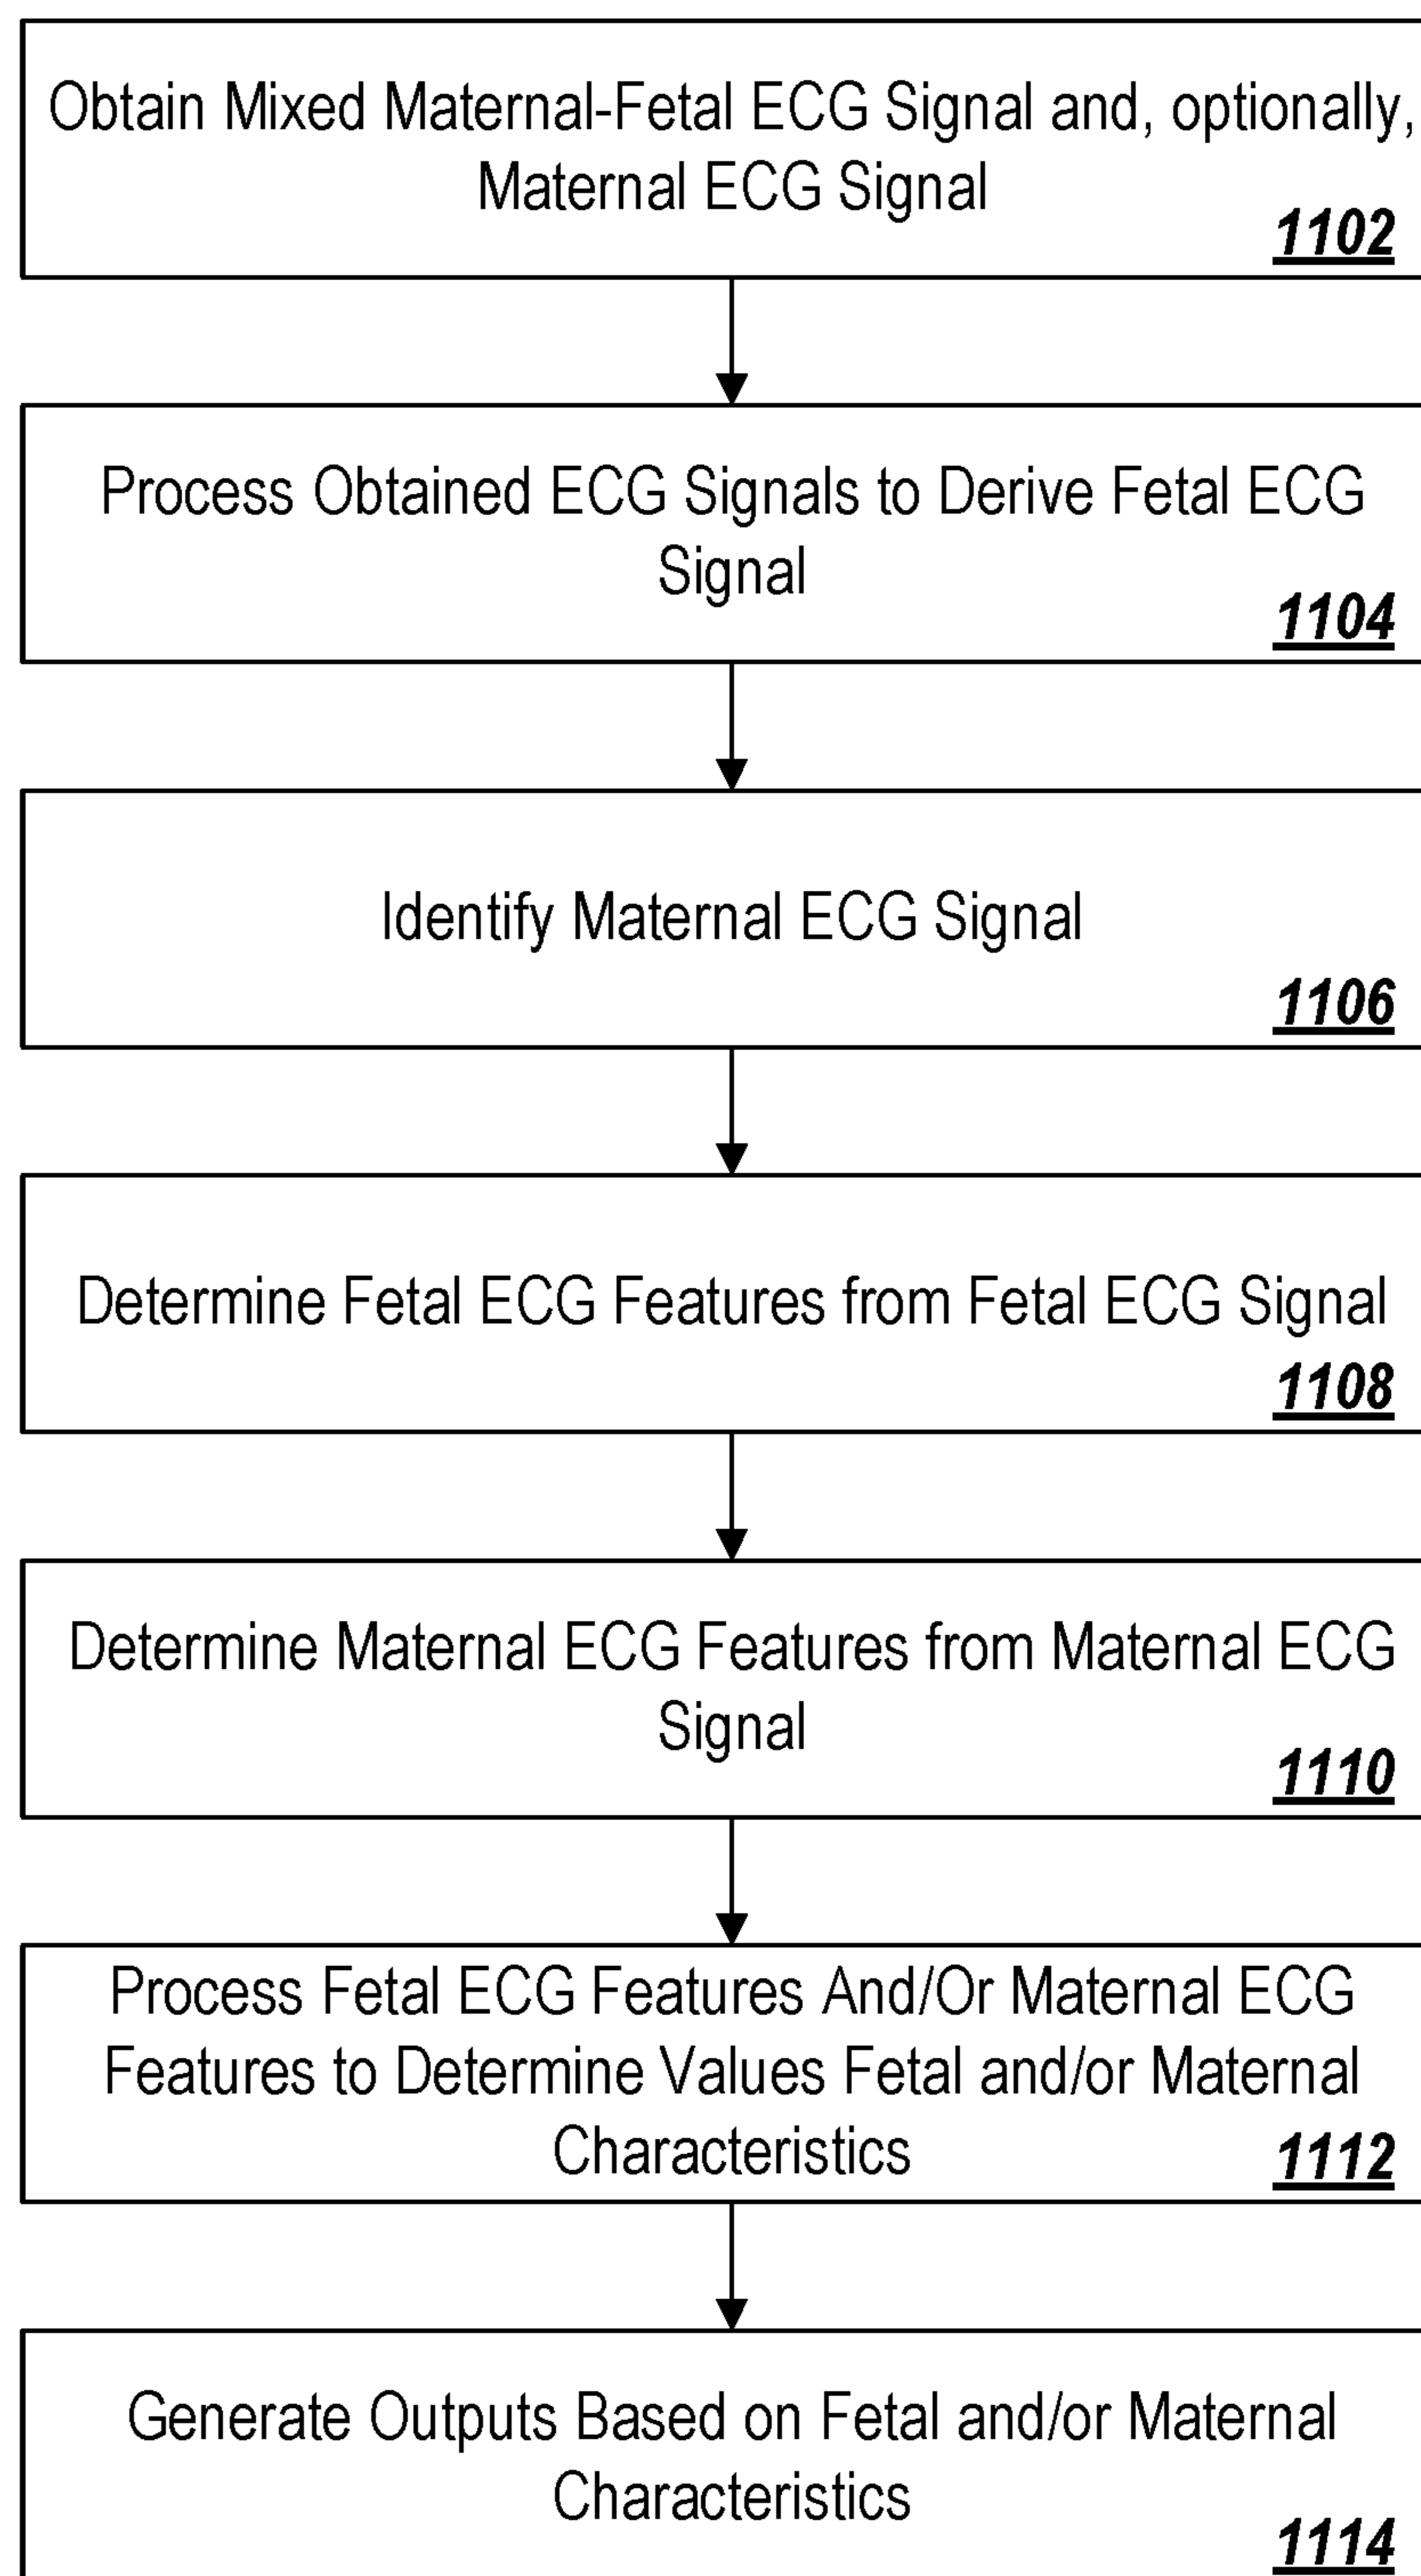 Obtain Mixed Maternal-Fetal ECG Signal and, optionally,
Maternal ECG Signal
1102
Process Obtained ECG Signals to Derive Fetal ECG
Signal
1104
Identify Maternal ECG Signal
1106
Determine Fetal ECG Features from Fetal ECG Signal
1108
Determine Maternal ECG Features from Maternal ECG
Signal
1110
Process Fetal ECG Features And/Or Maternal ECG
Features to Determine Values Fetal and/or Maternal
Characteristics
1112
Generate Outputs Based on Fetal and/or Maternal
Characteristics
1114